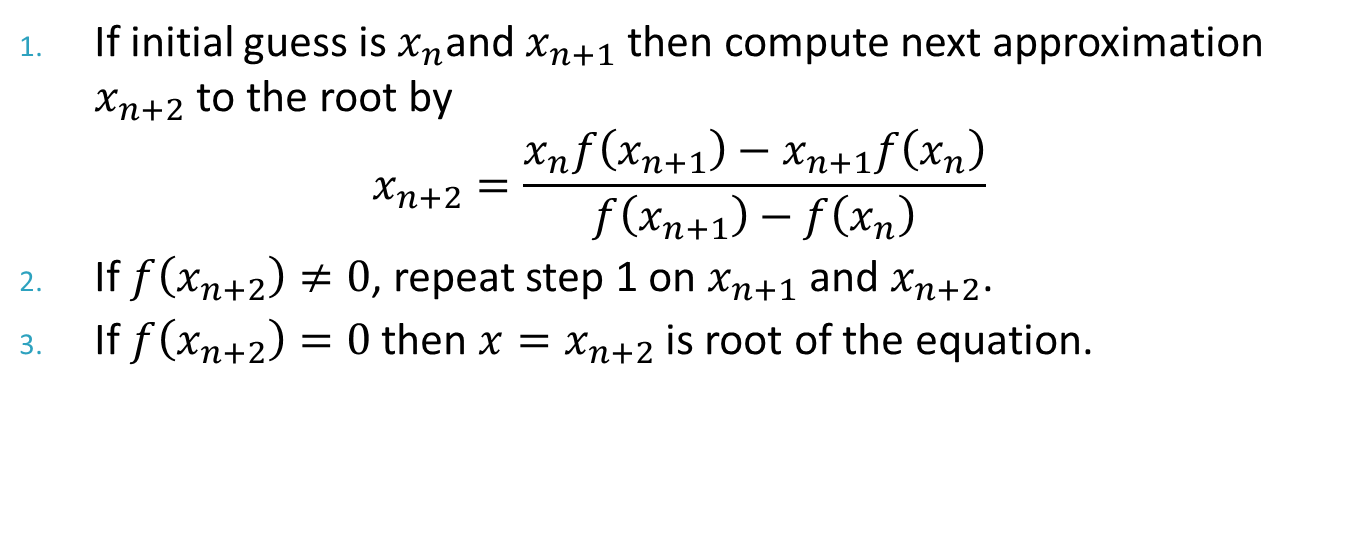 1. If initial guess is xₙand xₙ₊₁ then compute next approximation
xₙ₊₂ to the root by
xₙ₊₂ = (xₙf(xₙ₊₁) − xₙ₊₁f(xₙ)) / (f(xₙ₊₁) − f(xₙ))
2. If f(xₙ₊₂) ≠ 0, repeat step 1 on xₙ₊₁ and xₙ₊₂.
3. If f(xₙ₊₂) = 0 then x = xₙ₊₂ is root of the equation.